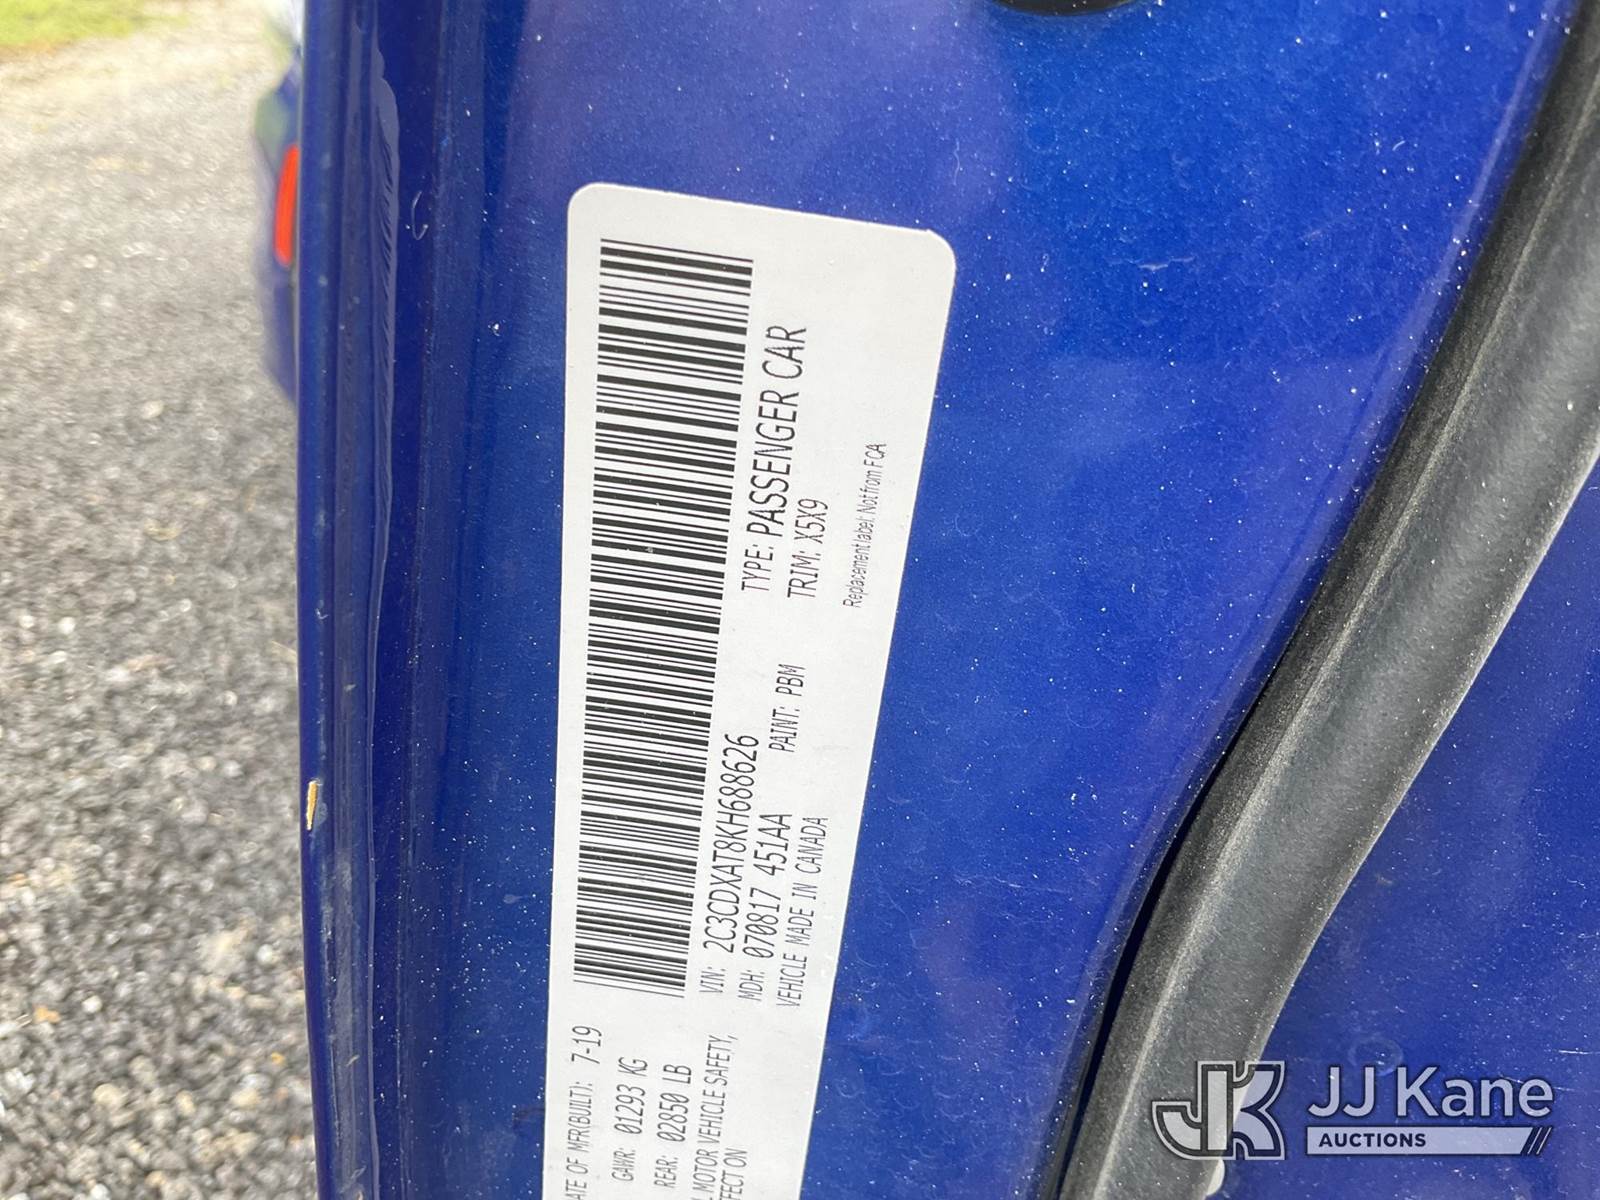 DATE OF MFR(BUILT): 7-19
GAWR: 01293 KG
REAR: 02850 LB
MOTOR VEHICLE SAFETY,
VIN: 2C3CDXAT8KH688626
TYPE: PASSENGER CAR
MDH: 070817 451AA
PAINT: PBM
TRIM: X5X9
VEHICLE MADE IN CANADA
Replacement label: Not from FCA
JJ Kane
AUCTIONS